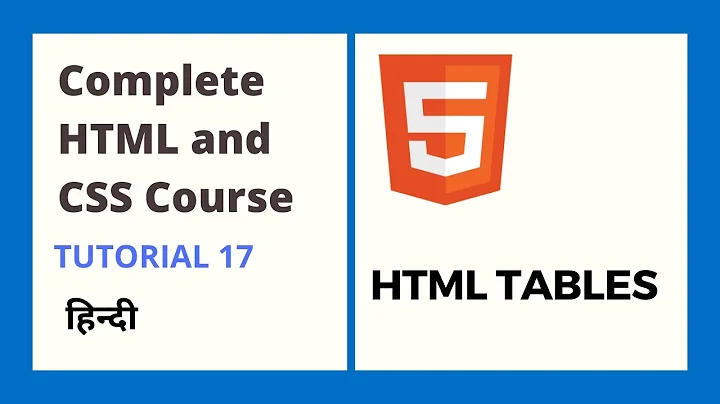 Complete
HTML and
CSS Course
TUTORIAL 17
हिन्दी
5
HTML TABLES